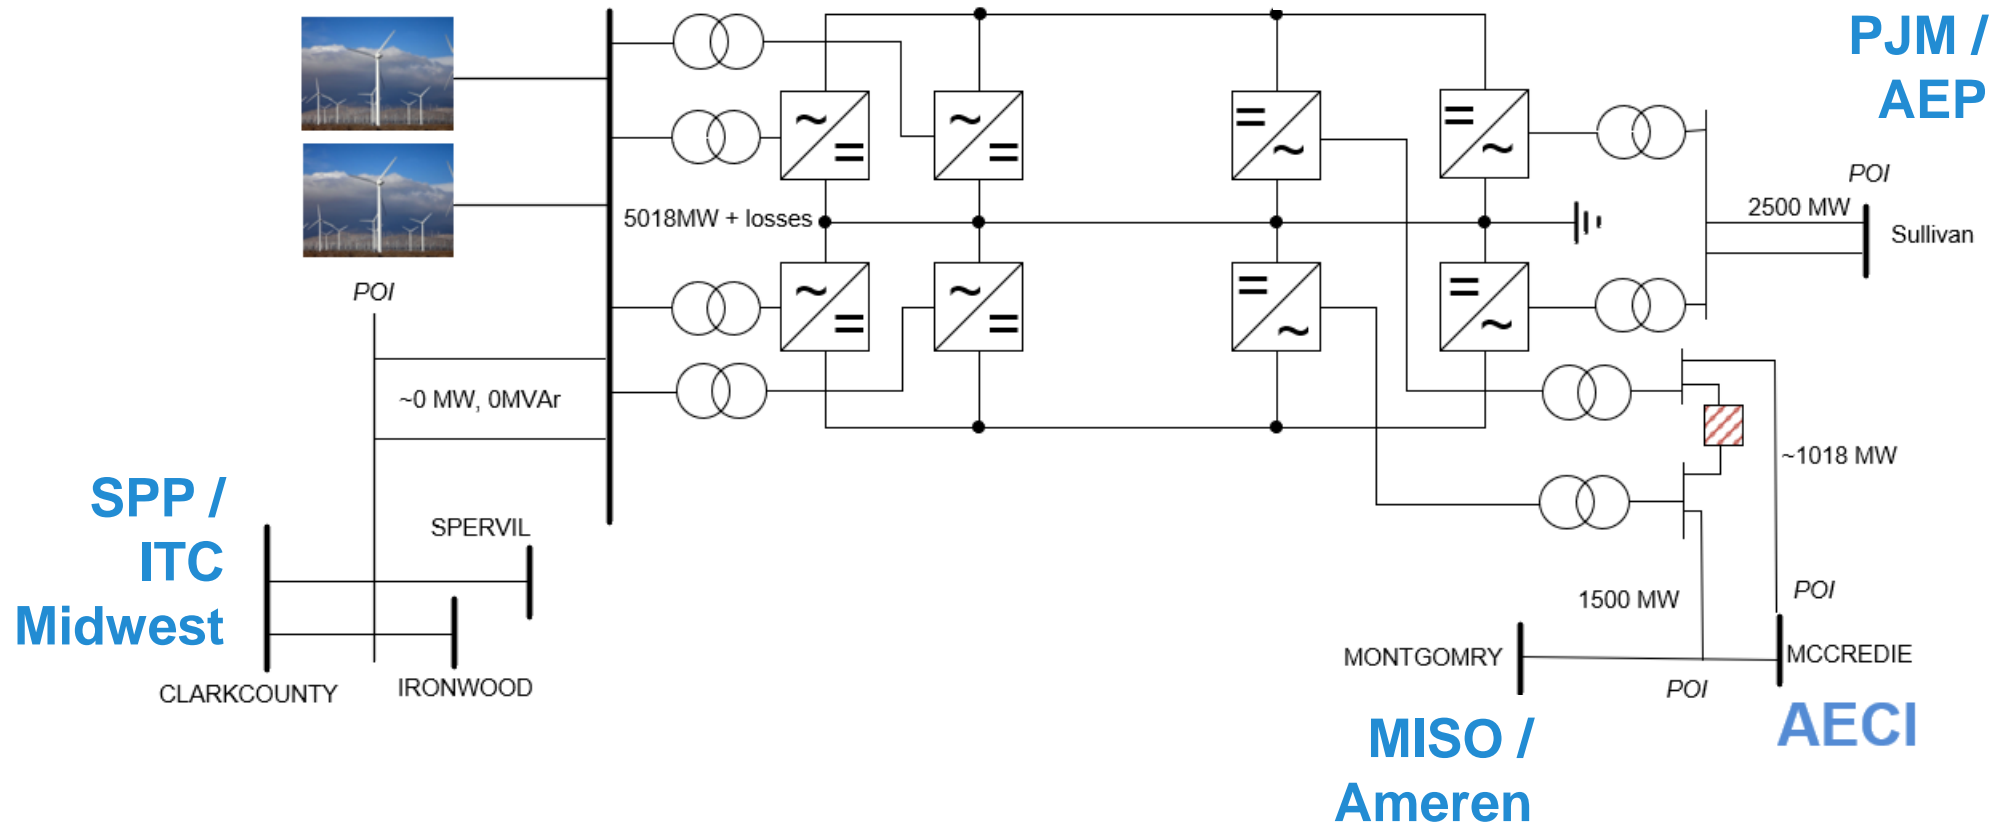 PJM /
AEP
POI
2500 MW
Sullivan
5018MW + losses
POI
~0 MW, 0MVAr
~1018 MW
SPP /
ITC
Midwest
SPERVIL
CLARKCOUNTY
IRONWOOD
1500 MW
POI
MONTGOMRY
MCCREDIE
POI
MISO /
Ameren
AECI